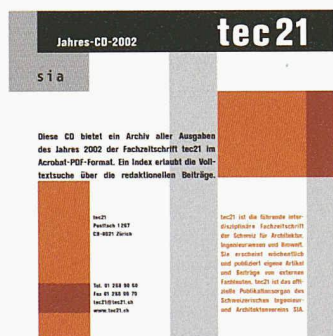 Jahres-CD-2002
tec21
sia
Diese CD bietet ein Archiv aller Ausgaben
des Jahres 2002 der Fachzeitschrift tec21 im
Acrobat-PDF-Format. Ein Index erlaubt die Voll-
textsuche über die redaktionellen Beiträge.
tec21
Postfach 1267
CH-8021 Zürich
Tel. 01 288 90 60
Fax 01 288 90 70
tec21@tec21.ch
www.tec21.ch
tec21 ist die führende inter-
disziplinäre Fachzeitschrift
der Schweiz für Architektur,
Ingenieurwesen und Umwelt.
Sie erscheint wöchentlich
und publiziert eigene Artikel
und Beiträge von externen
Fachleuten. tec21 ist das offi-
zielle Publikationsorgan des
Schweizerischen Ingenieur-
und Architektenvereins SIA.